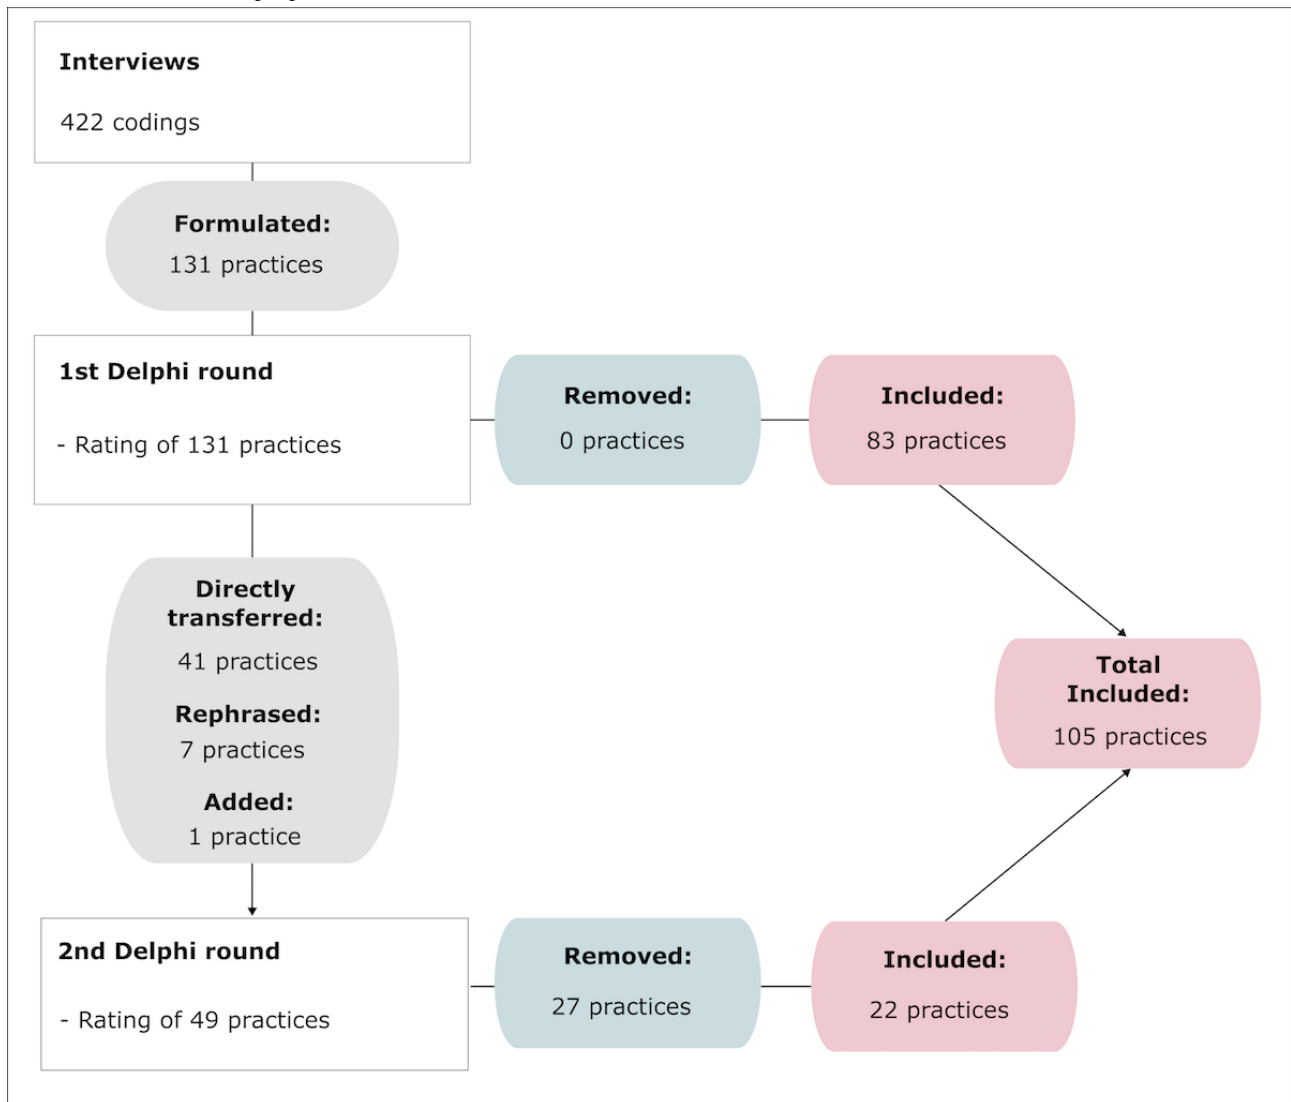 Interviews
422 codings
Formulated:
131 practices
1st Delphi round
- Rating of 131 practices
Removed:
0 practices
Included:
83 practices
Directly
transferred:
41 practices
Rephrased:
7 practices
Added:
1 practice
Total
Included:
105 practices
2nd Delphi round
- Rating of 49 practices
Removed:
27 practices
Included:
22 practices